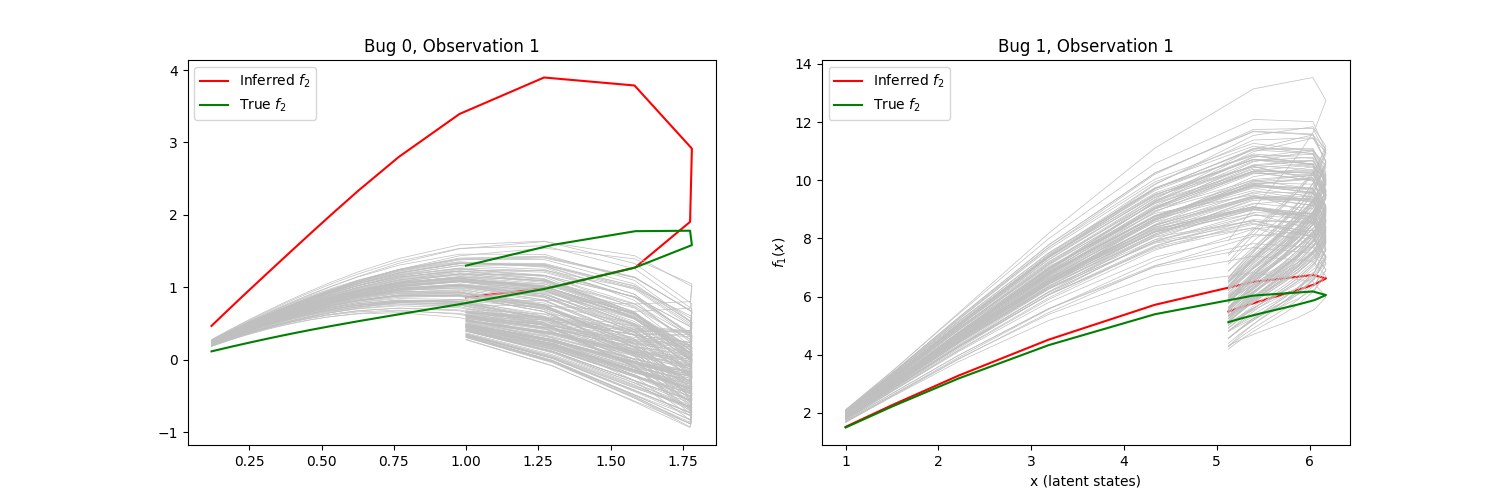 Bug 0, Observation 1
Inferred f₂
True f₂
4
3
2
1
0
−1
0.25 0.50 0.75 1.00 1.25 1.50 1.75
Bug 1, Observation 1
Inferred f₂
True f₂
14
12
10
8
6
4
2
f₁(x)
1 2 3 4 5 6
x (latent states)